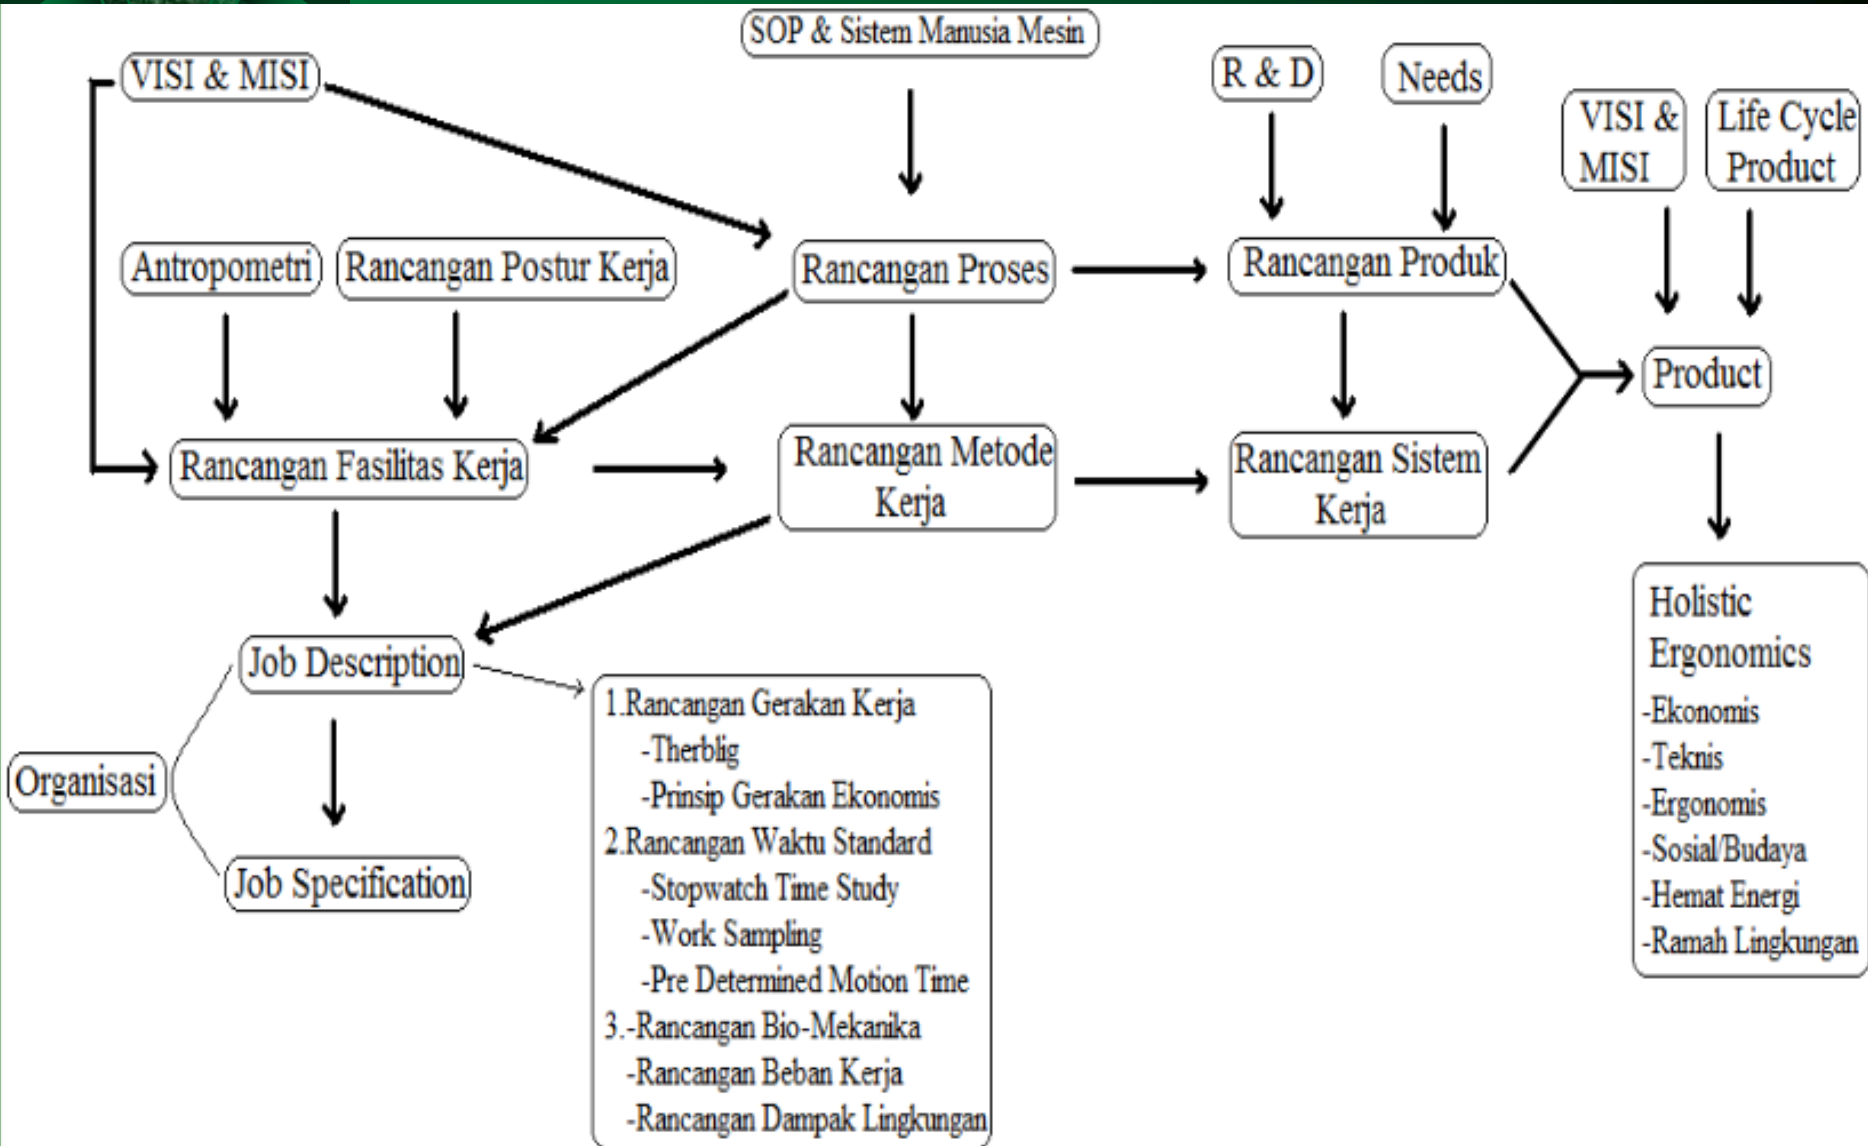 SOP & Sistem Manusia Mesin
VISI & MISI
R & D
Needs
VISI &
MISI
Life Cycle
Product
Antropometri
Rancangan Postur Kerja
Rancangan Proses
Rancangan Produk
Product
Rancangan Fasilitas Kerja
Rancangan Metode
Kerja
Rancangan Sistem
Kerja
Job Description
Organisasi
Job Specification
1.Rancangan Gerakan Kerja
-Therblig
-Prinsip Gerakan Ekonomis
2.Rancangan Waktu Standard
-Stopwatch Time Study
-Work Sampling
-Pre Determined Motion Time
3.-Rancangan Bio-Mekanika
-Rancangan Beban Kerja
-Rancangan Dampak Lingkungan
Holistic
Ergonomics
-Ekonomis
-Teknis
-Ergonomis
-Sosial/Budaya
-Hemat Energi
-Ramah Lingkungan